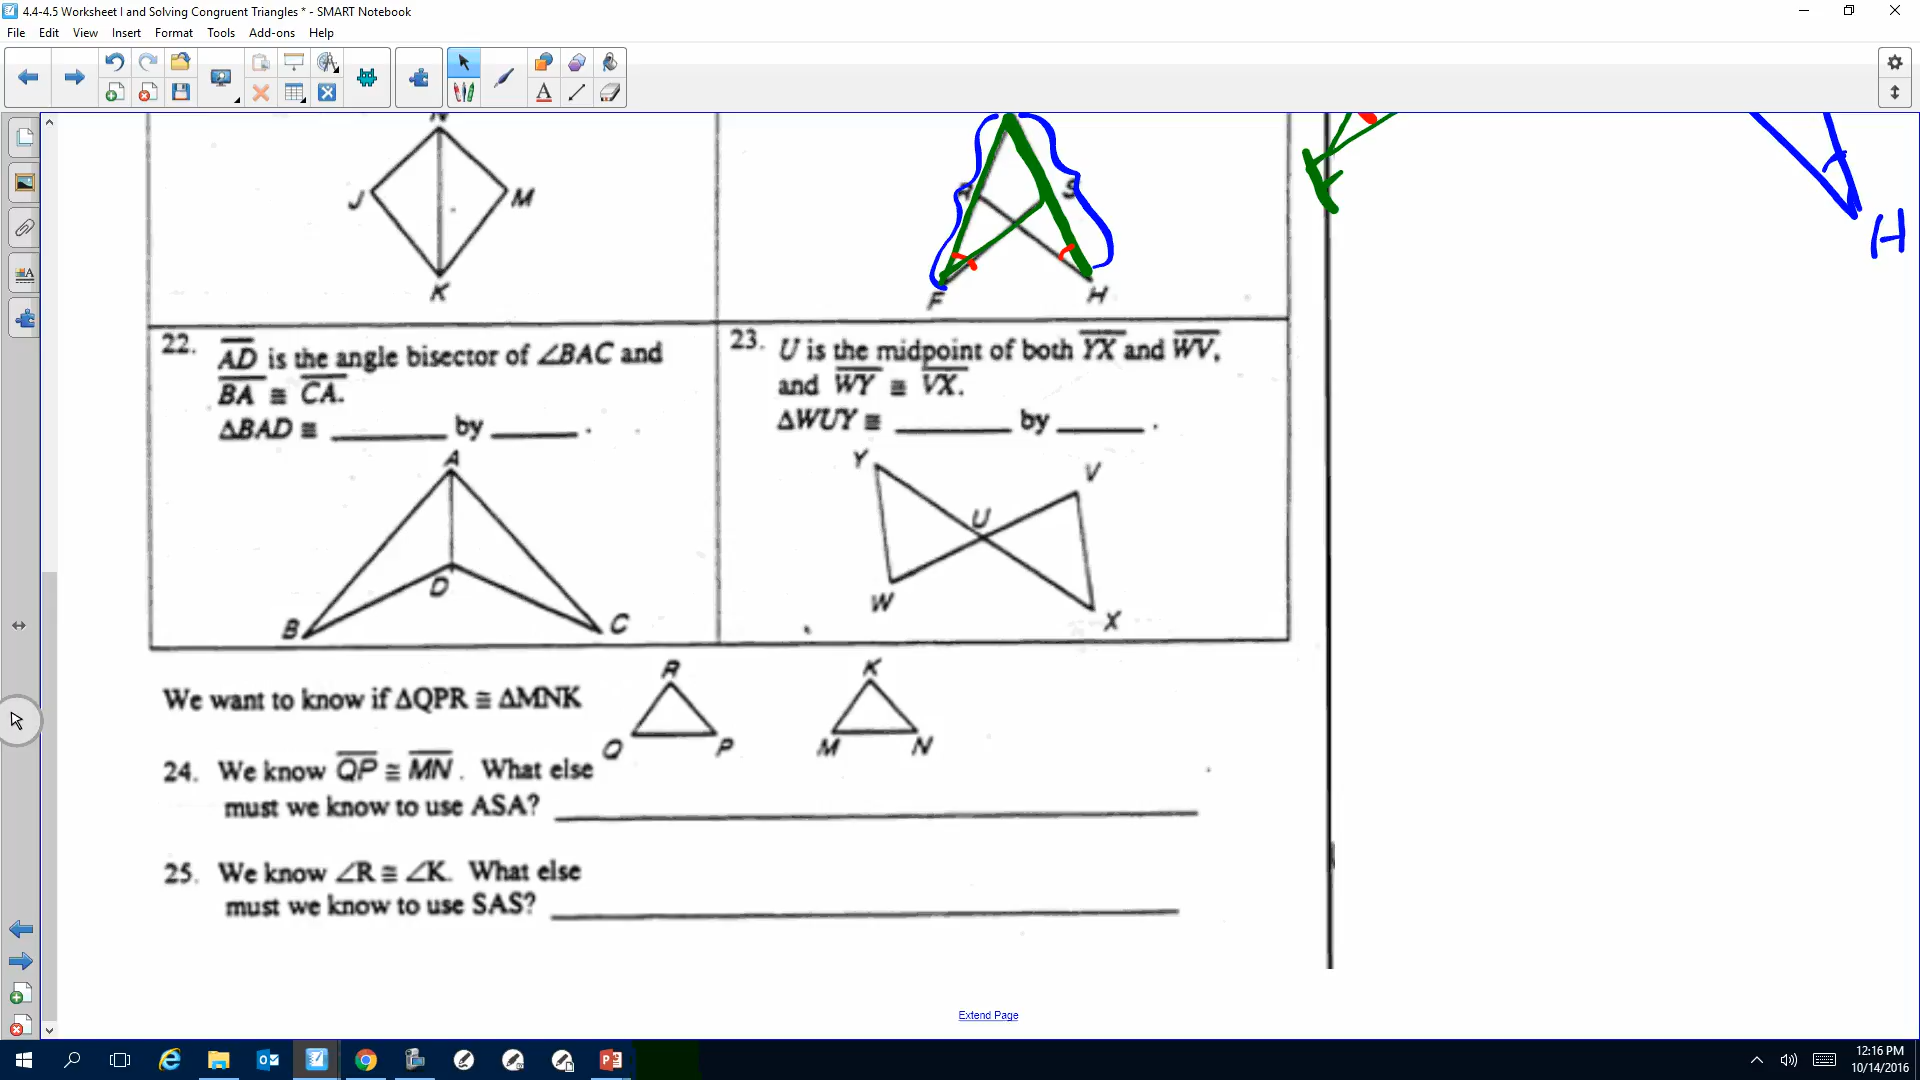 4.4-4.5 Worksheet I and Solving Congruent Triangles * - SMART Notebook
File Edit View Insert Format Tools Add-ons Help
N
J
M
K
R
S
F
H
K
H
22. AD is the angle bisector of ∠BAC and
BA ≅ CA.
ΔBAD ≅ ________ by ______ .
A
D
B
C
23. U is the midpoint of both YX and WV,
and WY ≅ VX.
ΔWUY ≅ ________ by ______ .
Y
V
U
W
X
We want to know if ΔQPR ≅ ΔMNK
R
Q
P
K
M
N
24. We know QP ≅ MN . What else
must we know to use ASA? ________
25. We know ∠R ≅ ∠K. What else
must we know to use SAS? ________
Extend Page
12:16 PM
10/14/2016